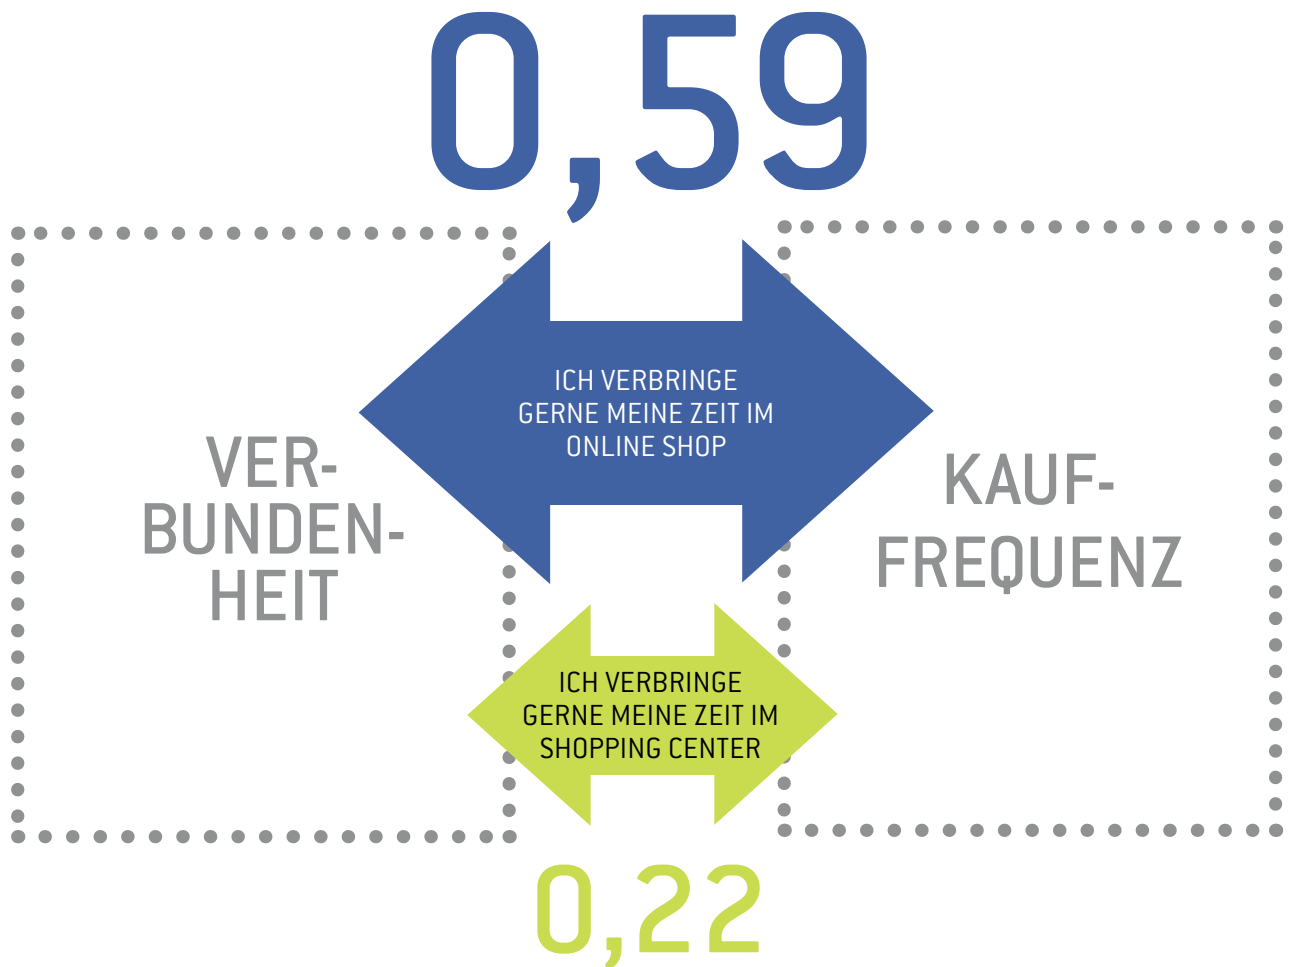 0,59
ICH VERBRINGE
GERNE MEINE ZEIT IM
ONLINE SHOP
VER-
BUNDEN-
HEIT
KAUF-
FREQUENZ
ICH VERBRINGE
GERNE MEINE ZEIT IM
SHOPPING CENTER
0,22